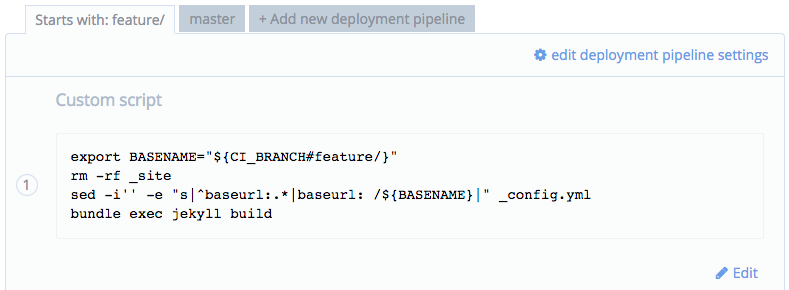 Starts with: feature/
master
+ Add new deployment pipeline
edit deployment pipeline settings
Custom script
1
export BASENAME="${CI_BRANCH#feature/}"
rm -rf _site
sed -i'' -e "s|^baseurl:.*|baseurl: /${BASENAME}|" _config.yml
bundle exec jekyll build
Edit